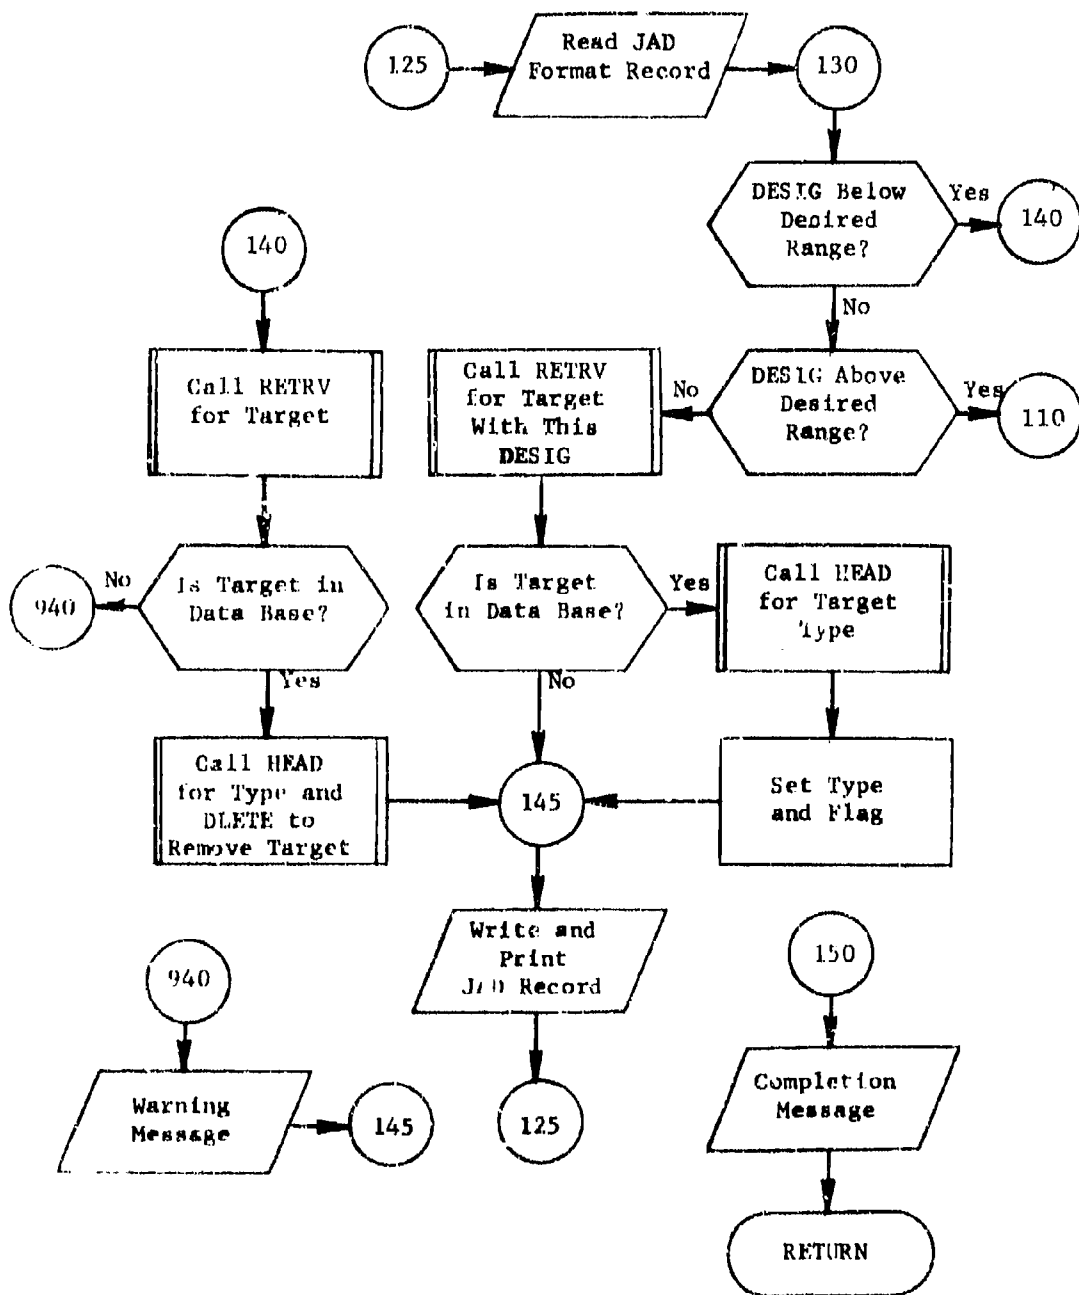 125
Read JAD
Format Record
130
DESIG Below
Desired
Range?
Yes
140
No
140
Call RETRV
for Target
Call RETRV
for Target
With This
DESIG
No
DESIG Above
Desired
Range?
Yes
110
940
No
Is Target in
Data Base?
Yes
Is Target
in Data Base?
Yes
No
Call HEAD
for Target
Type
Call HEAD
for Type and
DLETE to
Remove Target
145
Set Type
and Flag
Write and
Print
JAD Record
125
940
Warning
Message
145
150
Completion
Message
RETURN